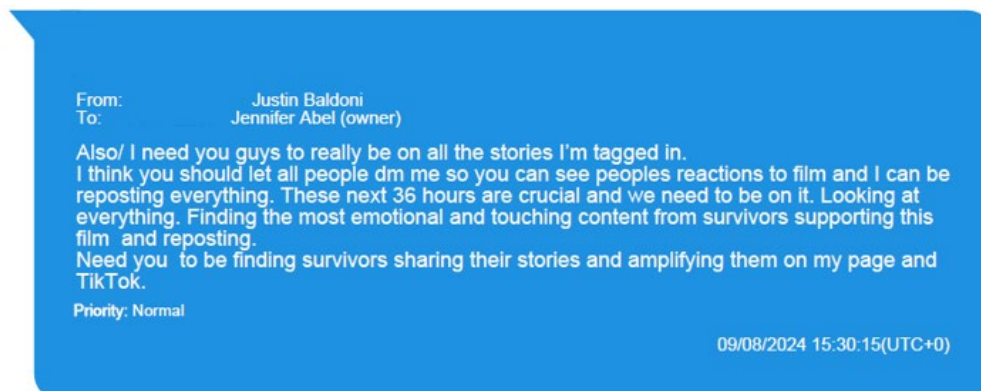 From: Justin Baldoni
To: Jennifer Abel (owner)
Also/ I need you guys to really be on all the stories I'm tagged in.
I think you should let all people dm me so you can see peoples reactions to film and I can be
reposting everything. These next 36 hours are crucial and we need to be on it. Looking at
everything. Finding the most emotional and touching content from survivors supporting this
film and reposting.
Need you to be finding survivors sharing their stories and amplifying them on my page and
TikTok.
Priority: Normal
09/08/2024 15:30:15(UTC+0)